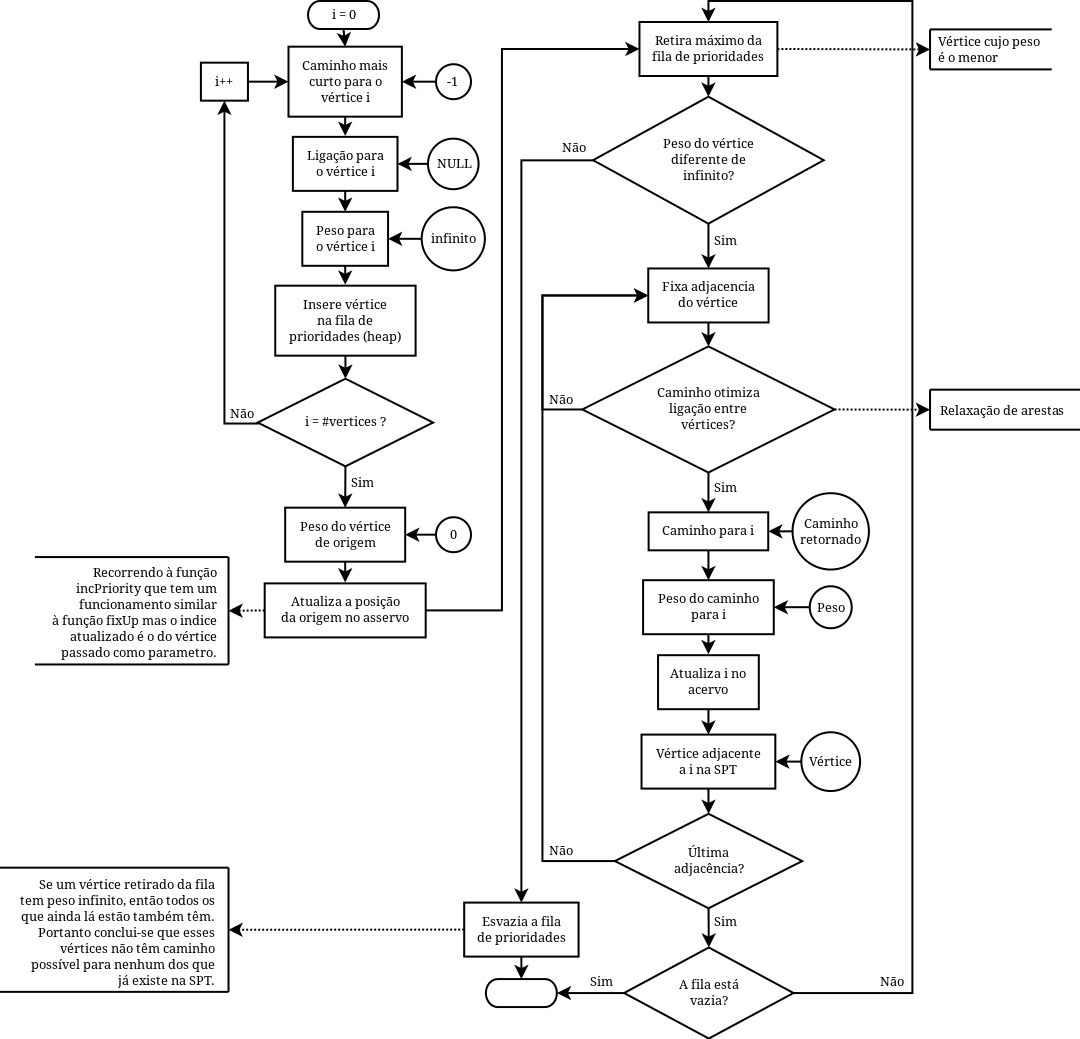 i = 0
Caminho mais
curto para o
vértice i
i++
-1
Ligação para
o vértice i
NULL
Peso para
o vértice i
infinito
Insere vértice
na fila de
prioridades (heap)
Não
i = #vertices ?
Sim
Peso do vértice
de origem
0
Atualiza a posição
da origem no asservo
Recorrendo à função
incPriority que tem um
funcionamento similar
à função fixUp mas o indice
atualizado é o do vértice
passado como parametro.
Retira máximo da
fila de prioridades
Vértice cujo peso
é o menor
Não
Peso do vértice
diferente de
infinito?
Sim
Fixa adjacencia
do vértice
Não
Caminho otimiza
ligação entre
vértices?
Relaxação de arestas
Sim
Caminho para i
Caminho
retornado
Peso do caminho
para i
Peso
Atualiza i no
acervo
Vértice adjacente
a i na SPT
Vértice
Não
Última
adjacência?
Sim
Esvazia a fila
de prioridades
Se um vértice retirado da fila
tem peso infinito, então todos os
que ainda lá estão também têm.
Portanto conclui-se que esses
vértices não têm caminho
possível para nenhum dos que
já existe na SPT.
Sim
A fila está
vazia?
Não